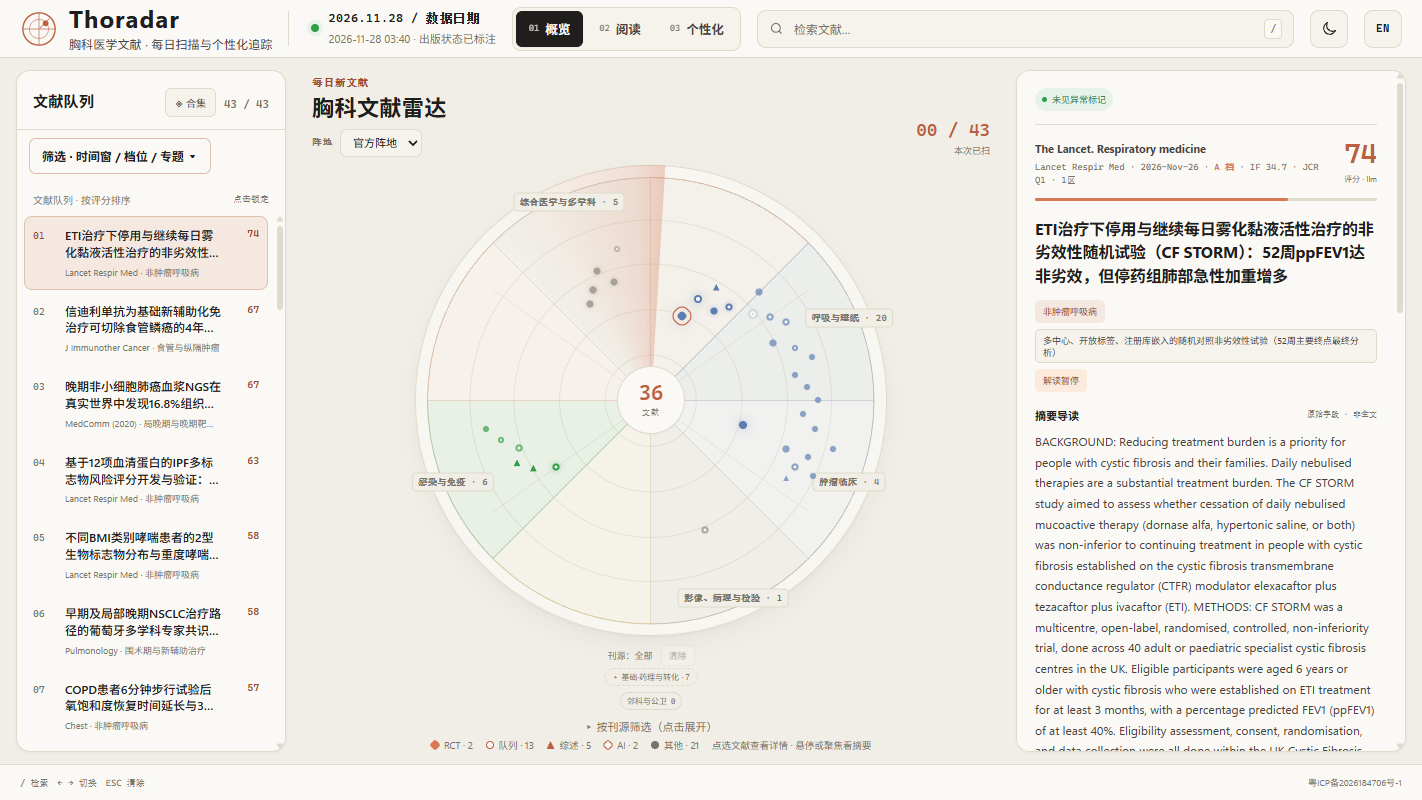 Thoradar
胸科医学文献 · 每日扫描与个性化追踪
2026.11.28 / 数据日期
2026-11-28 03:40 · 出版状态已标注
01 概览
02 阅读
03 个性化
检索文献…
/
EN
文献队列
合集
43 / 43
筛选 · 时间窗 / 档位 / 专题
文献队列 · 按评分排序
点击锁定
01
ETI治疗下停用与继续每日雾
化黏液活性治疗的非劣效性…
74
Lancet Respir Med · 非肿瘤呼吸病
02
信迪利单抗为基础新辅助化免
治疗可切除食管鳞癌的4年…
67
J Immunother Cancer · 食管与纵隔肿瘤
03
晚期非小细胞肺癌血浆NGS在
真实世界中发现16.8%组织…
67
MedComm (2020) · 局晚期与晚期靶…
04
基于12项血清蛋白的IPF多标
志物风险评分开发与验证：…
63
Lancet Respir Med · 非肿瘤呼吸病
05
不同BMI类别哮喘患者的2型
生物标志物分布与重度哮喘…
58
Lancet Respir Med · 非肿瘤呼吸病
06
早期及局部晚期NSCLC治疗路
径的葡萄牙多学科专家共识…
58
Pulmonology · 围术期与新辅助治疗
07
COPD患者6分钟步行试验后
氧饱和度恢复时间延长与3…
57
Chest · 非肿瘤呼吸病
每日新文献
胸科文献雷达
阵地
官方阵地
00 / 43
本次已扫
综合医学与多学科 · 5
呼吸与睡眠 · 20
36
文献
感染与免疫 · 6
肿瘤临床 · 4
影像、病理与检验 · 1
刊源：全部
清除
基础·药理与转化 · 7
邻科与公卫 0
按刊源筛选（点击展开）
RCT · 2
队列 · 13
综述 · 5
AI · 2
其他 · 21
点选文献查看详情 · 悬停或聚焦看摘要
未见异常标记
The Lancet. Respiratory medicine
Lancet Respir Med · 2026-Nov-26 · A 档 · IF 34.7 · JCR
Q1 · 1区
74
评分 · llm
ETI治疗下停用与继续每日雾化黏液活性治疗的非
劣效性随机试验（CF STORM）：52周ppFEV1达
非劣效，但停药组肺部急性加重增多
非肿瘤呼吸病
多中心、开放标签、注册库嵌入的随机对照非劣效性试验（52周主要终点最终分
析）
解读暂停
摘要导读
原始字段 · 非全文
BACKGROUND: Reducing treatment burden is a priority for
people with cystic fibrosis and their families. Daily nebulised
therapies are a substantial treatment burden. The CF STORM
study aimed to assess whether cessation of daily nebulised
mucoactive therapy (dornase alfa, hypertonic saline, or both)
was non-inferior to continuing treatment in people with cystic
fibrosis established on the cystic fibrosis transmembrane
conductance regulator (CTFR) modulator elexacaftor plus
tezacaftor plus ivacaftor (ETI). METHODS: CF STORM was a
multicentre, open-label, randomised, controlled, non-inferiority
trial, done across 40 adult or paediatric specialist cystic fibrosis
centres in the UK. Eligible participants were aged 6 years or
older with cystic fibrosis who were established on ETI treatment
for at least 3 months, with a percentage predicted FEV1 (ppFEV1)
of at least 40%. Eligibility assessment, consent, randomisation,
and data collection were all done within the UK Cystic Fibrosis
/ 检索
← → 切换
ESC 清除
粤ICP备2026184706号-1